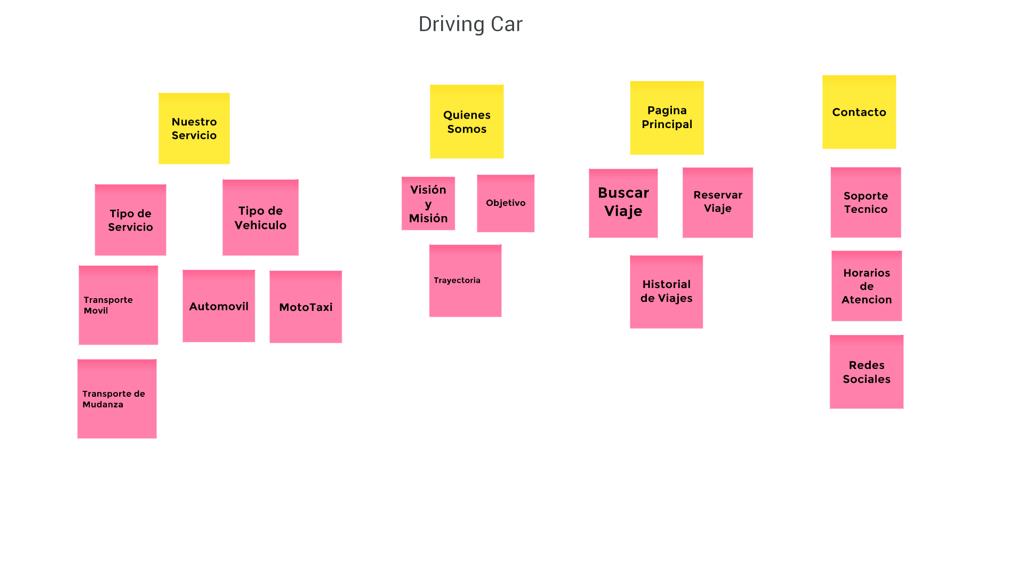 Driving Car
Nuestro
Servicio
Tipo de
Servicio
Tipo de
Vehiculo
Transporte
Movil
Automovil
MotoTaxi
Transporte de
Mudanza
Quienes
Somos
Visión
y
Misión
Objetivo
Trayectoria
Pagina
Principal
Buscar
Viaje
Reservar
Viaje
Historial
de Viajes
Contacto
Soporte
Tecnico
Horarios
de
Atencion
Redes
Sociales